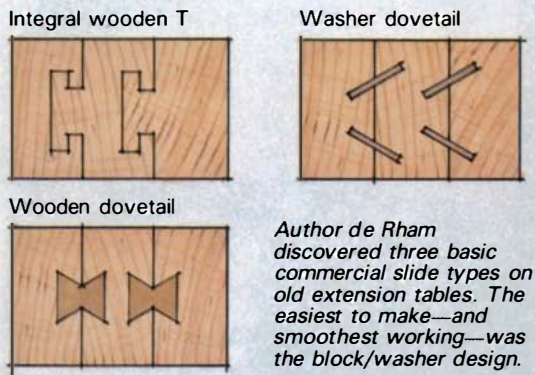 Integral wooden T
Washer dovetail
Wooden dovetail
Author de Rham
discovered three basic
commercial slide types on
old extension tables. The
easiest to make—and
smoothest working—was
the block/washer design.